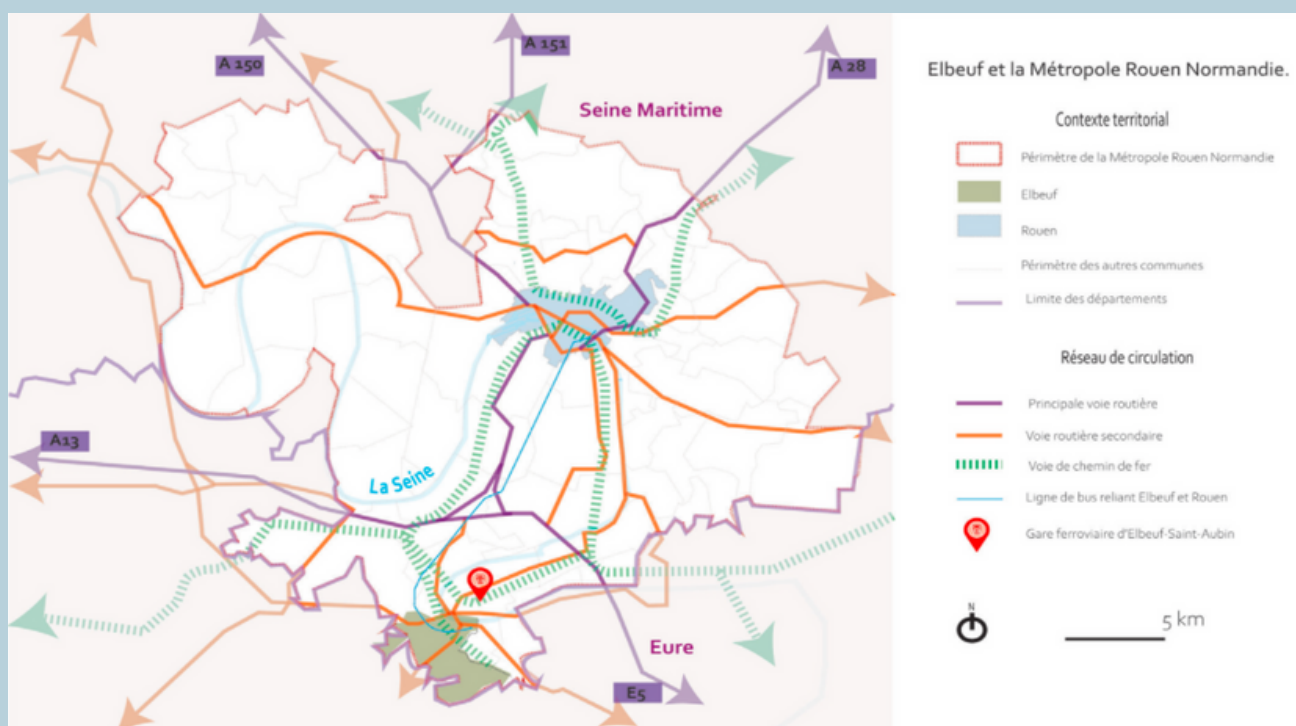 A 150
A 151
A 28
Seine Maritime
A13
La Seine
Eure
E5
Elbeuf et la Métropole Rouen Normandie.
Contexte territorial
Périmètre de la Métropole Rouen Normandie
Elbeuf
Rouen
Périmètre des autres communes
Limite des départements
Réseau de circulation
Principale voie routière
Voie routière secondaire
Voie de chemin de fer
Ligne de bus reliant Elbeuf et Rouen
Gare ferroviaire d'Elbeuf-Saint-Aubin
N
5 km